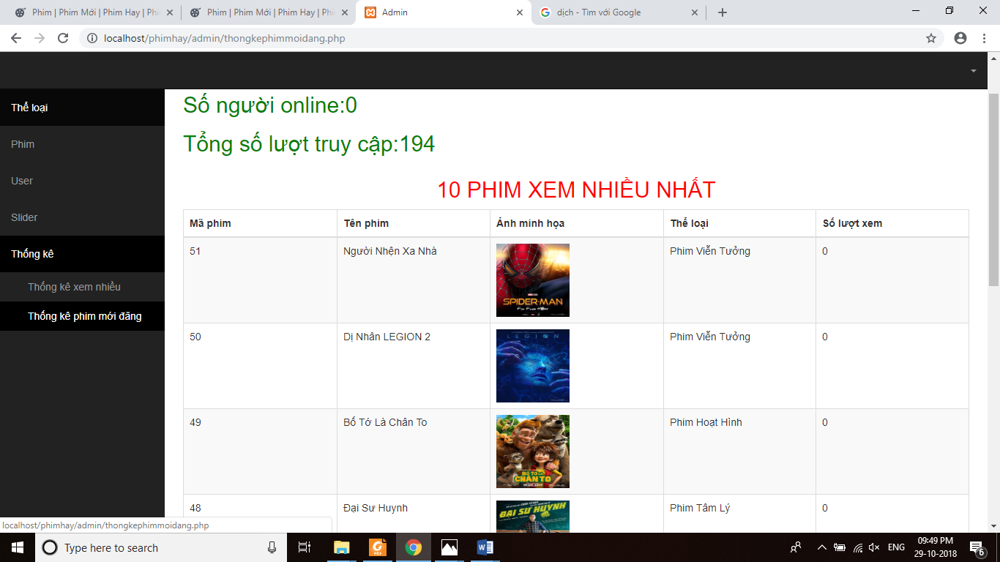 Phim | Phim Mới | Phim Hay | Phi
Phim | Phim Mới | Phim Hay | Phi
Admin
dịch - Tìm với Google
localhost/phimhay/admin/thongkephimmoidang.php
Thể loại
Phim
User
Slider
Thống kê
Thống kê xem nhiều
Thống kê phim mới đăng
Số người online:0
Tổng số lượt truy cập:194
10 PHIM XEM NHIỀU NHẤT
Mã phim Tên phim Ảnh minh họa Thể loại Số lượt xem
51 Người Nhện Xa Nhà Phim Viễn Tưởng 0
SPIDER-MAN
Far From Home
50 Dị Nhân LEGION 2 Phim Viễn Tưởng 0
LEGION
49 Bố Tớ Là Chân To Phim Hoạt Hình 0
BỐ TỚ LÀ
CHÂN TO
48 Đại Sư Huynh Phim Tâm Lý 0
ĐẠI SƯ HUYNH
localhost/phimhay/admin/thongkephimmoidang.php
Type here to search
PDF
ENG
09:49 PM
29-10-2018
6